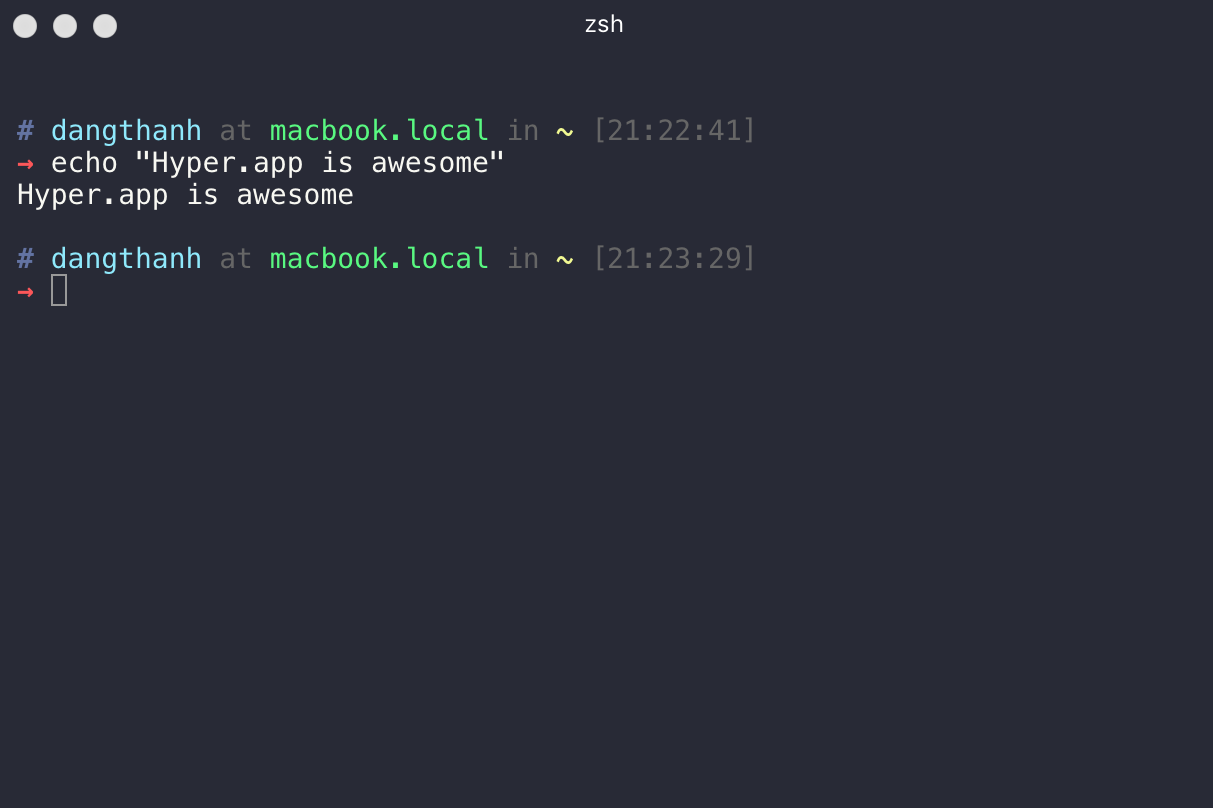 zsh
# dangthanh at macbook.local in ~ [21:22:41]
→ echo "Hyper.app is awesome"
Hyper.app is awesome
# dangthanh at macbook.local in ~ [21:23:29]
→